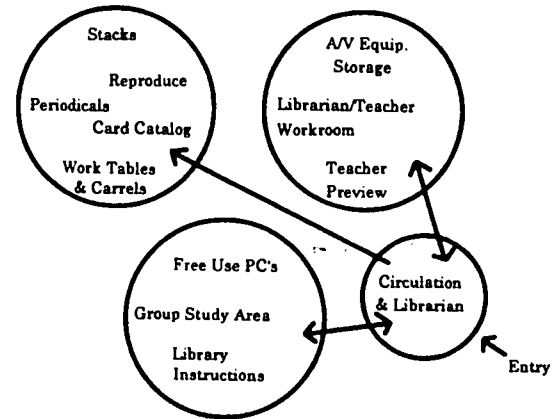 Stacks
Reproduce
Periodicals
Card Catalog
Work Tables
& Carrels
A/V Equip.
Storage
Librarian/Teacher
Workroom
Teacher
Preview
Free Use PC's
Group Study Area
Library
Instructions
Circulation
& Librarian
Entry